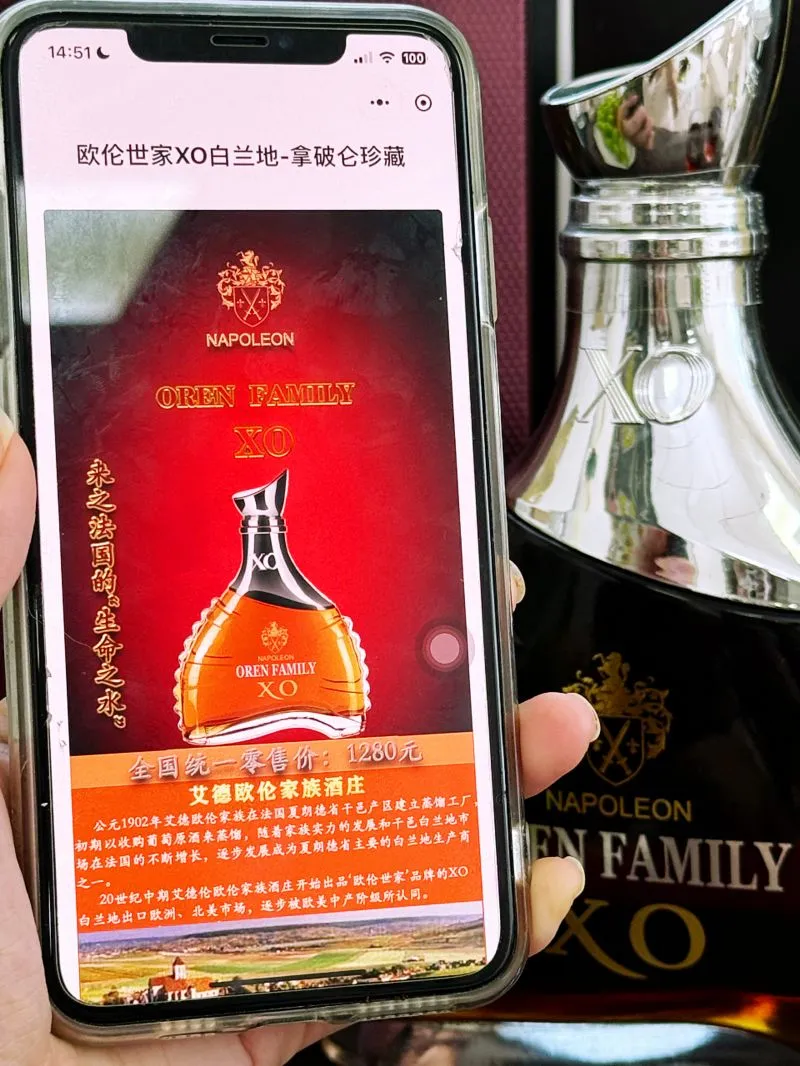 14:51
100
欧伦世家XO白兰地-拿破仑珍藏
NAPOLEON
OREN FAMILY
XO
来之法国的“生命之水”
XO
NAPOLEON
OREN FAMILY
XO
全国统一零售价：1280元
艾德欧伦家族酒庄
公元1902年艾德欧伦家族在法国夏朗德省干邑产区建立蒸馏工厂,
初期以收购葡萄原酒来蒸馏，随着家族实力的发展和干邑白兰地市
场在法国的不断增长，逐步发展成为夏朗德省主要的白兰地生产商
之一。
20世纪中期艾德伦欧伦家族酒庄开始出品‘欧伦世家’品牌的XO
白兰地出口欧洲、北美市场，逐步被欧美中产阶级所认同。
XO
NAPOLEON
OREN FAMILY
XO